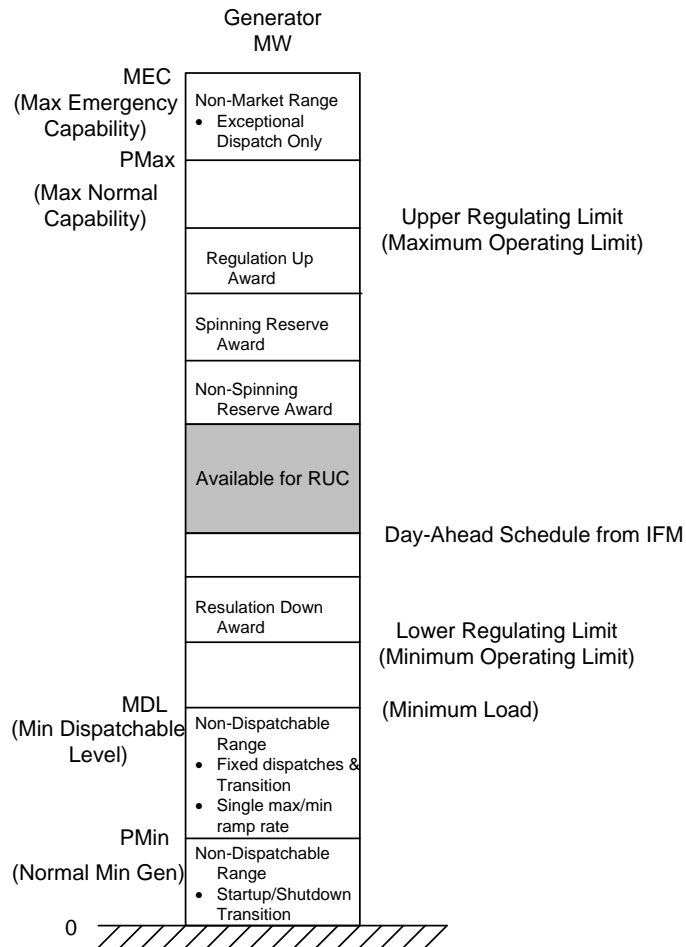 Generator
MW
MEC
(Max Emergency
Capability)
Non-Market Range
• Exceptional
Dispatch Only
PMax
(Max Normal
Capability)
Upper Regulating Limit
(Maximum Operating Limit)
Regulation Up
Award
Spinning Reserve
Award
Non-Spinning
Reserve Award
Available for RUC
Day-Ahead Schedule from IFM
Resulation Down
Award
Lower Regulating Limit
(Minimum Operating Limit)
MDL
(Min Dispatchable
Level)
(Minimum Load)
Non-Dispatchable
Range
• Fixed dispatches &
Transition
• Single max/min
ramp rate
PMin
(Normal Min Gen)
Non-Dispatchable
Range
• Startup/Shutdown
Transition
0